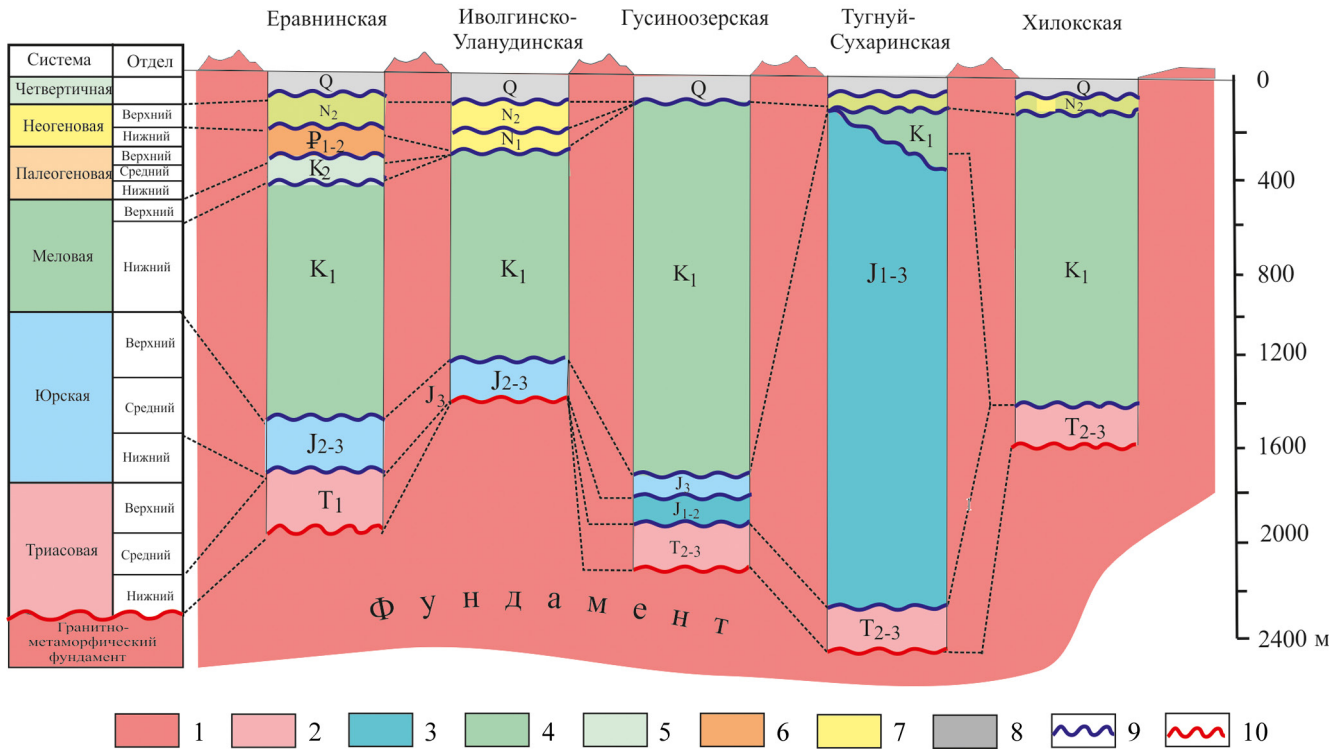 Еравнинская
Иволгинско-
Уланудинская
Гусиноозерская
Тугнуй-
Сухаринская
Хилокская
Система
Отдел
Четвертичная
Неогеновая
Верхний
Нижний
Палеогеновая
Верхний
Средний
Нижний
Меловая
Верхний
Нижний
Юрская
Верхний
Средний
Нижний
Триасовая
Верхний
Средний
Нижний
Гранитно-
метаморфический
фундамент
Q
N2
₽1-2
K2
K1
J2-3
T1
J3
Q
N2
N1
K1
J2-3
Q
K1
J3
J1-2
T2-3
K1
J1-3
T2-3
Q
N2
K1
T2-3
Фундамент
0
400
800
1200
1600
2000
2400 м
1 2 3 4 5 6 7 8 9 10